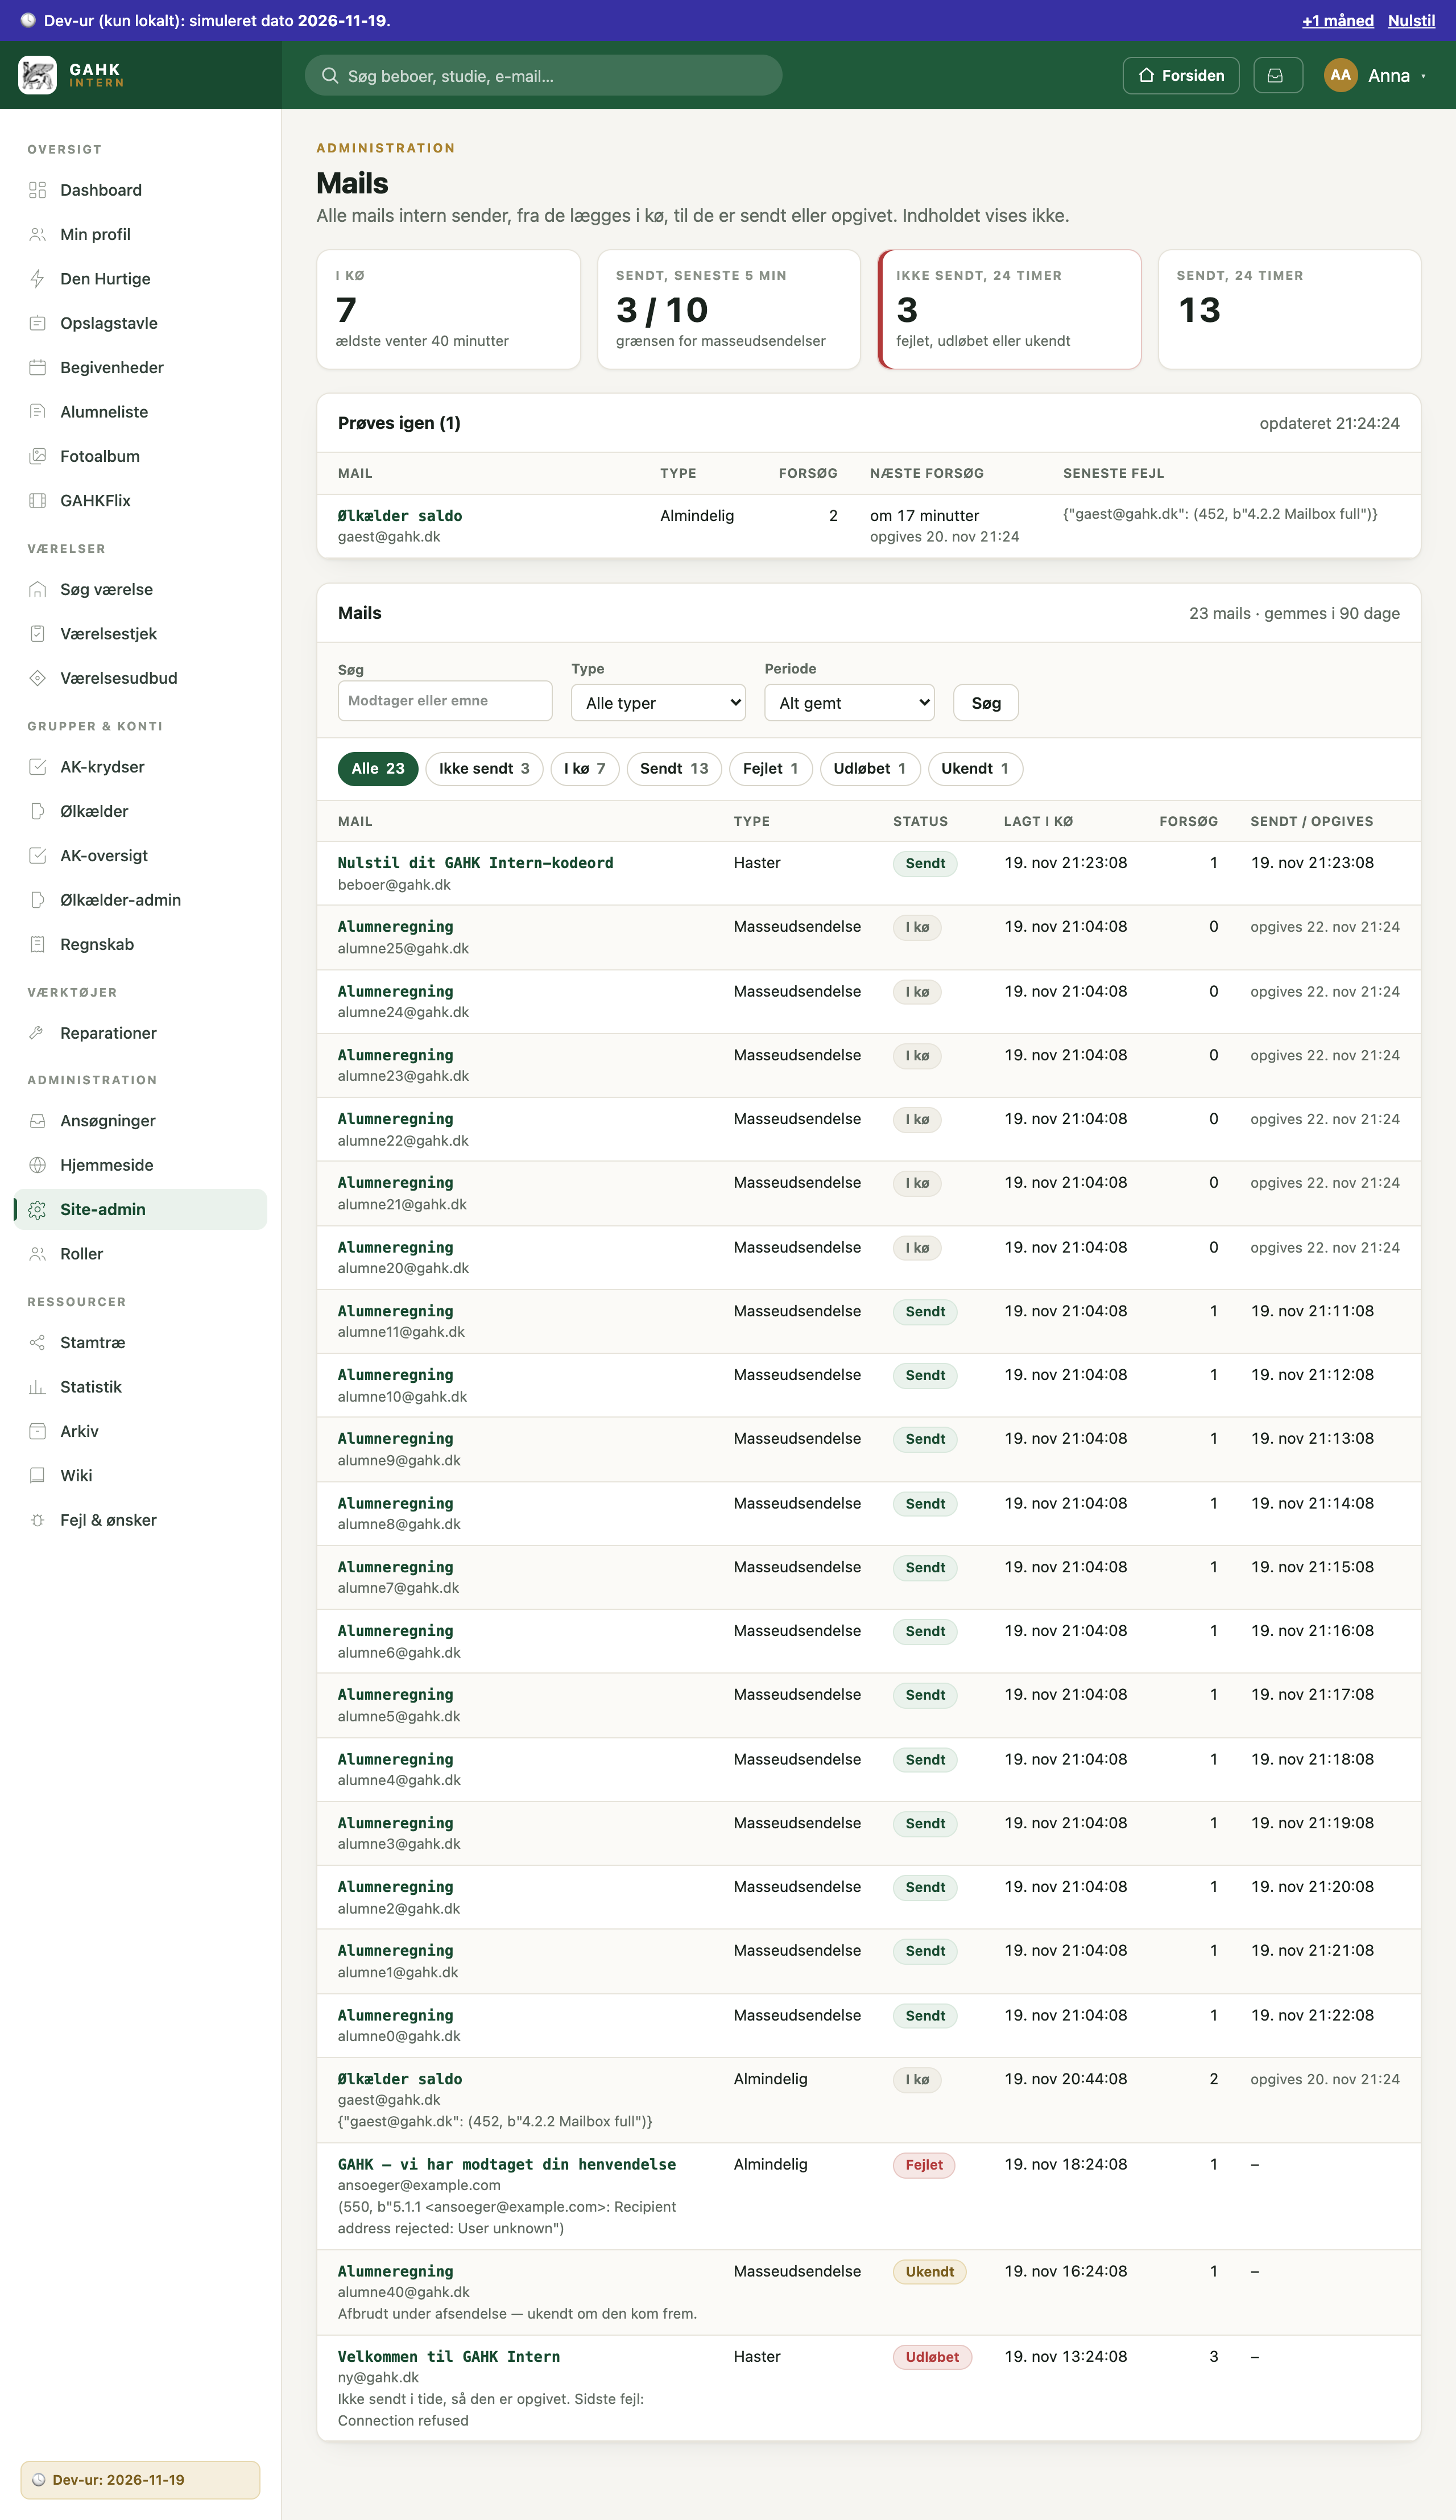 Dev-ur (kun lokalt): simuleret dato 2026-11-19.
+1 måned Nulstil
GAHK
INTERN
Søg beboer, studie, e-mail...
Forsiden
AA Anna
OVERSIGT
Dashboard
Min profil
Den Hurtige
Opslagstavle
Begivenheder
Alumneliste
Fotoalbum
GAHKFlix
VÆRELSER
Søg værelse
Værelsestjek
Værelsesudbud
GRUPPER & KONTI
AK-krydser
Ølkælder
AK-oversigt
Ølkælder-admin
Regnskab
VÆRKTØJER
Reparationer
ADMINISTRATION
Ansøgninger
Hjemmeside
Site-admin
Roller
RESSOURCER
Stamtræ
Statistik
Arkiv
Wiki
Fejl & ønsker
Dev-ur: 2026-11-19
ADMINISTRATION
Mails
Alle mails intern sender, fra de lægges i kø, til de er sendt eller opgivet. Indholdet vises ikke.
I KØ
7
ældste venter 40 minutter
SENDT, SENESTE 5 MIN
3 / 10
grænsen for masseudsendelser
IKKE SENDT, 24 TIMER
3
fejlet, udløbet eller ukendt
SENDT, 24 TIMER
13
Prøves igen (1) opdateret 21:24:24
MAIL TYPE FORSØG NÆSTE FORSØG SENESTE FEJL
Ølkælder saldo Almindelig 2 om 17 minutter {"gaest@gahk.dk": (452, b"4.2.2 Mailbox full")}
gaest@gahk.dk opgives 20. nov 21:24
Mails 23 mails · gemmes i 90 dage
Søg Type Periode
Modtager eller emne Alle typer Alt gemt Søg
Alle 23 Ikke sendt 3 I kø 7 Sendt 13 Fejlet 1 Udløbet 1 Ukendt 1
MAIL TYPE STATUS LAGT I KØ FORSØG SENDT / OPGIVES
Nulstil dit GAHK Intern-kodeord Haster Sendt 19. nov 21:23:08 1 19. nov 21:23:08
beboer@gahk.dk
Alumneregning Masseudsendelse I kø 19. nov 21:04:08 0 opgives 22. nov 21:24
alumne25@gahk.dk
Alumneregning Masseudsendelse I kø 19. nov 21:04:08 0 opgives 22. nov 21:24
alumne24@gahk.dk
Alumneregning Masseudsendelse I kø 19. nov 21:04:08 0 opgives 22. nov 21:24
alumne23@gahk.dk
Alumneregning Masseudsendelse I kø 19. nov 21:04:08 0 opgives 22. nov 21:24
alumne22@gahk.dk
Alumneregning Masseudsendelse I kø 19. nov 21:04:08 0 opgives 22. nov 21:24
alumne21@gahk.dk
Alumneregning Masseudsendelse I kø 19. nov 21:04:08 0 opgives 22. nov 21:24
alumne20@gahk.dk
Alumneregning Masseudsendelse Sendt 19. nov 21:04:08 1 19. nov 21:11:08
alumne11@gahk.dk
Alumneregning Masseudsendelse Sendt 19. nov 21:04:08 1 19. nov 21:12:08
alumne10@gahk.dk
Alumneregning Masseudsendelse Sendt 19. nov 21:04:08 1 19. nov 21:13:08
alumne9@gahk.dk
Alumneregning Masseudsendelse Sendt 19. nov 21:04:08 1 19. nov 21:14:08
alumne8@gahk.dk
Alumneregning Masseudsendelse Sendt 19. nov 21:04:08 1 19. nov 21:15:08
alumne7@gahk.dk
Alumneregning Masseudsendelse Sendt 19. nov 21:04:08 1 19. nov 21:16:08
alumne6@gahk.dk
Alumneregning Masseudsendelse Sendt 19. nov 21:04:08 1 19. nov 21:17:08
alumne5@gahk.dk
Alumneregning Masseudsendelse Sendt 19. nov 21:04:08 1 19. nov 21:18:08
alumne4@gahk.dk
Alumneregning Masseudsendelse Sendt 19. nov 21:04:08 1 19. nov 21:19:08
alumne3@gahk.dk
Alumneregning Masseudsendelse Sendt 19. nov 21:04:08 1 19. nov 21:20:08
alumne2@gahk.dk
Alumneregning Masseudsendelse Sendt 19. nov 21:04:08 1 19. nov 21:21:08
alumne1@gahk.dk
Alumneregning Masseudsendelse Sendt 19. nov 21:04:08 1 19. nov 21:22:08
alumne0@gahk.dk
Ølkælder saldo Almindelig I kø 19. nov 20:44:08 2 opgives 20. nov 21:24
gaest@gahk.dk
{"gaest@gahk.dk": (452, b"4.2.2 Mailbox full")}
GAHK – vi har modtaget din henvendelse Almindelig Fejlet 19. nov 18:24:08 1 –
ansoeger@example.com
(550, b"5.1.1 <ansoeger@example.com>: Recipient
address rejected: User unknown")
Alumneregning Masseudsendelse Ukendt 19. nov 16:24:08 1 –
alumne40@gahk.dk
Afbrudt under afsendelse — ukendt om den kom frem.
Velkommen til GAHK Intern Haster Udløbet 19. nov 13:24:08 3 –
ny@gahk.dk
Ikke sendt i tide, så den er opgivet. Sidste fejl:
Connection refused